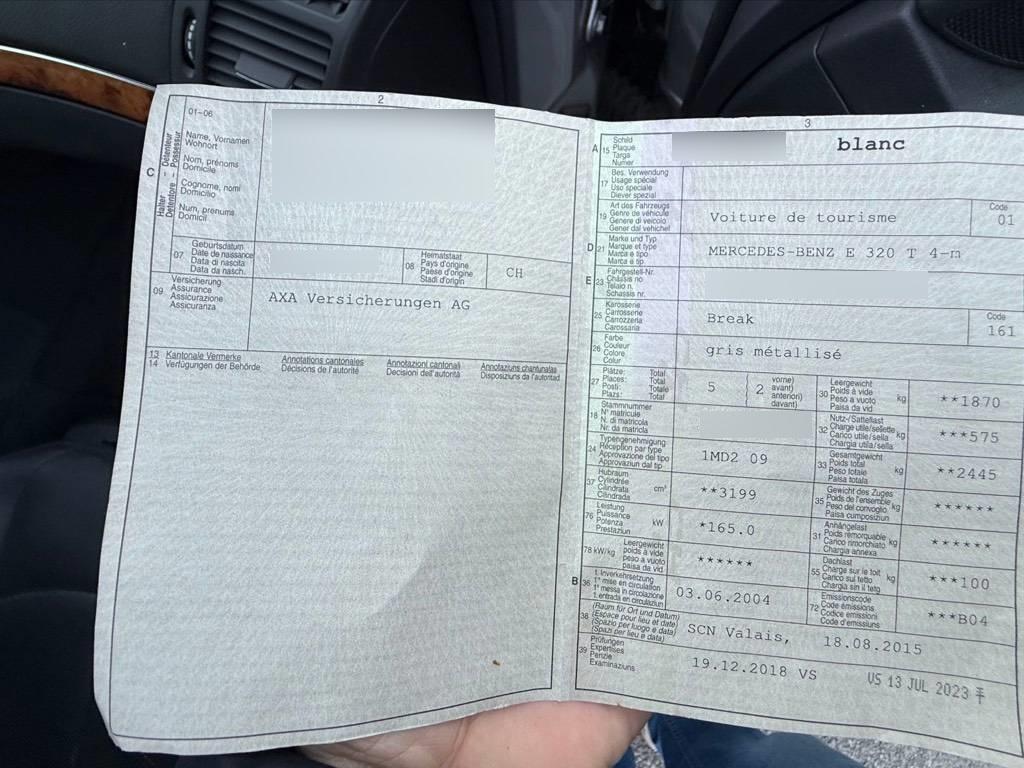 2
01-06
C
Halter - Détenteur
Detentore - Possessur
Name, Vornamen
Wohnort
Nom, prénoms
Domicile
Cognome, nomi
Domicilio
Num, prenums
Domicil
07
Geburtsdatum
Date de naissance
Data di nascita
Data da nasch.
08
Heimatstaat
Pays d'origine
Paese d'origine
Stadi d'origin
CH
09
Versicherung
Assurance
Assicurazione
Assicuranza
AXA Versicherungen AG
13 Kantonale Vermerke
14 Verfügungen der Behörde
Annotations cantonales
Décisions de l'autorité
Annotazioni cantonali
Decisioni dell'autorità
Annotaziuns chantunalas
Disposiziuns da l'autoritad
3
A 15
Schild
Plaque
Targa
Numer
blanc
17
Bes. Verwendung
Usage spécial
Uso speciale
Diever spezial
19
Art des Fahrzeugs
Genre de véhicule
Genere di veicolo
Gener dal vehichel
Voiture de tourisme
Code
01
D 21
Marke und Typ
Marque et type
Marca e tipo
Marca e tip
MERCEDES-BENZ E 320 T 4-m
E 23
Fahrgestell-Nr.
Châssis no
Telaio n.
Schassis nr.
25
Karosserie
Carrosserie
Carrozzeria
Carossaria
Break
Code
161
26
Farbe
Couleur
Colore
Colur
gris métallisé
27
Plätze: Total
Places: Total
Posti: Totale
Plazs: Total
5
2
vorne)
avant)
anteriori)
davant)
30
Leergewicht
Poids à vide
Peso a vuoto
Paisa da vid
kg
**1870
18
Stammnummer
N° matricule
N. di matricola
Nr. da matricla
32
Nutz-/Sattellast
Charge utile/sellette
Carico utile/sella
Chargia utila/sella
kg
***575
24
Typengenehmigung
Réception par type
Approvazione del tipo
Approvaziun dal tip
1MD2 09
33
Gesamtgewicht
Poids total
Peso totale
Paisa totala
kg
**2445
37
Hubraum
Cylindrée
Cilindrata
Cilindrada
cm³
**3199
35
Gewicht des Zuges
Poids de l'ensemble
Peso del convoglio
Paisa cumposiziun
kg
******
76
Leistung
Puissance
Potenza
Prestaziun
kW
*165.0
31
Anhängelast
Poids remorquable
Carico rimorchiato
Chargia annexa
kg
******
78 kW/kg
Leergewicht
poids à vide
peso a vuoto
paisa da vid
******
55
Dachlast
Charge sur le toit
Carico sul tetto
Chargia sin il tetg
kg
***100
B 36
1. Inverkehrsetzung
1re mise en circulation
1a messa in circolazione
1. entrada en circulaziun
03.06.2004
72
Emissionscode
Code émissions
Codice emissioni
Code d'emissiuns
***B04
38
(Raum für Ort und Datum)
(Espace pour lieu et date)
(Spazio per luogo e data)
(Spazi per lieu e data)
SCN Valais, 18.08.2015
39
Prüfungen
Expertises
Perizie
Examinaziuns
19.12.2018 VS
VS 13 JUL 2023